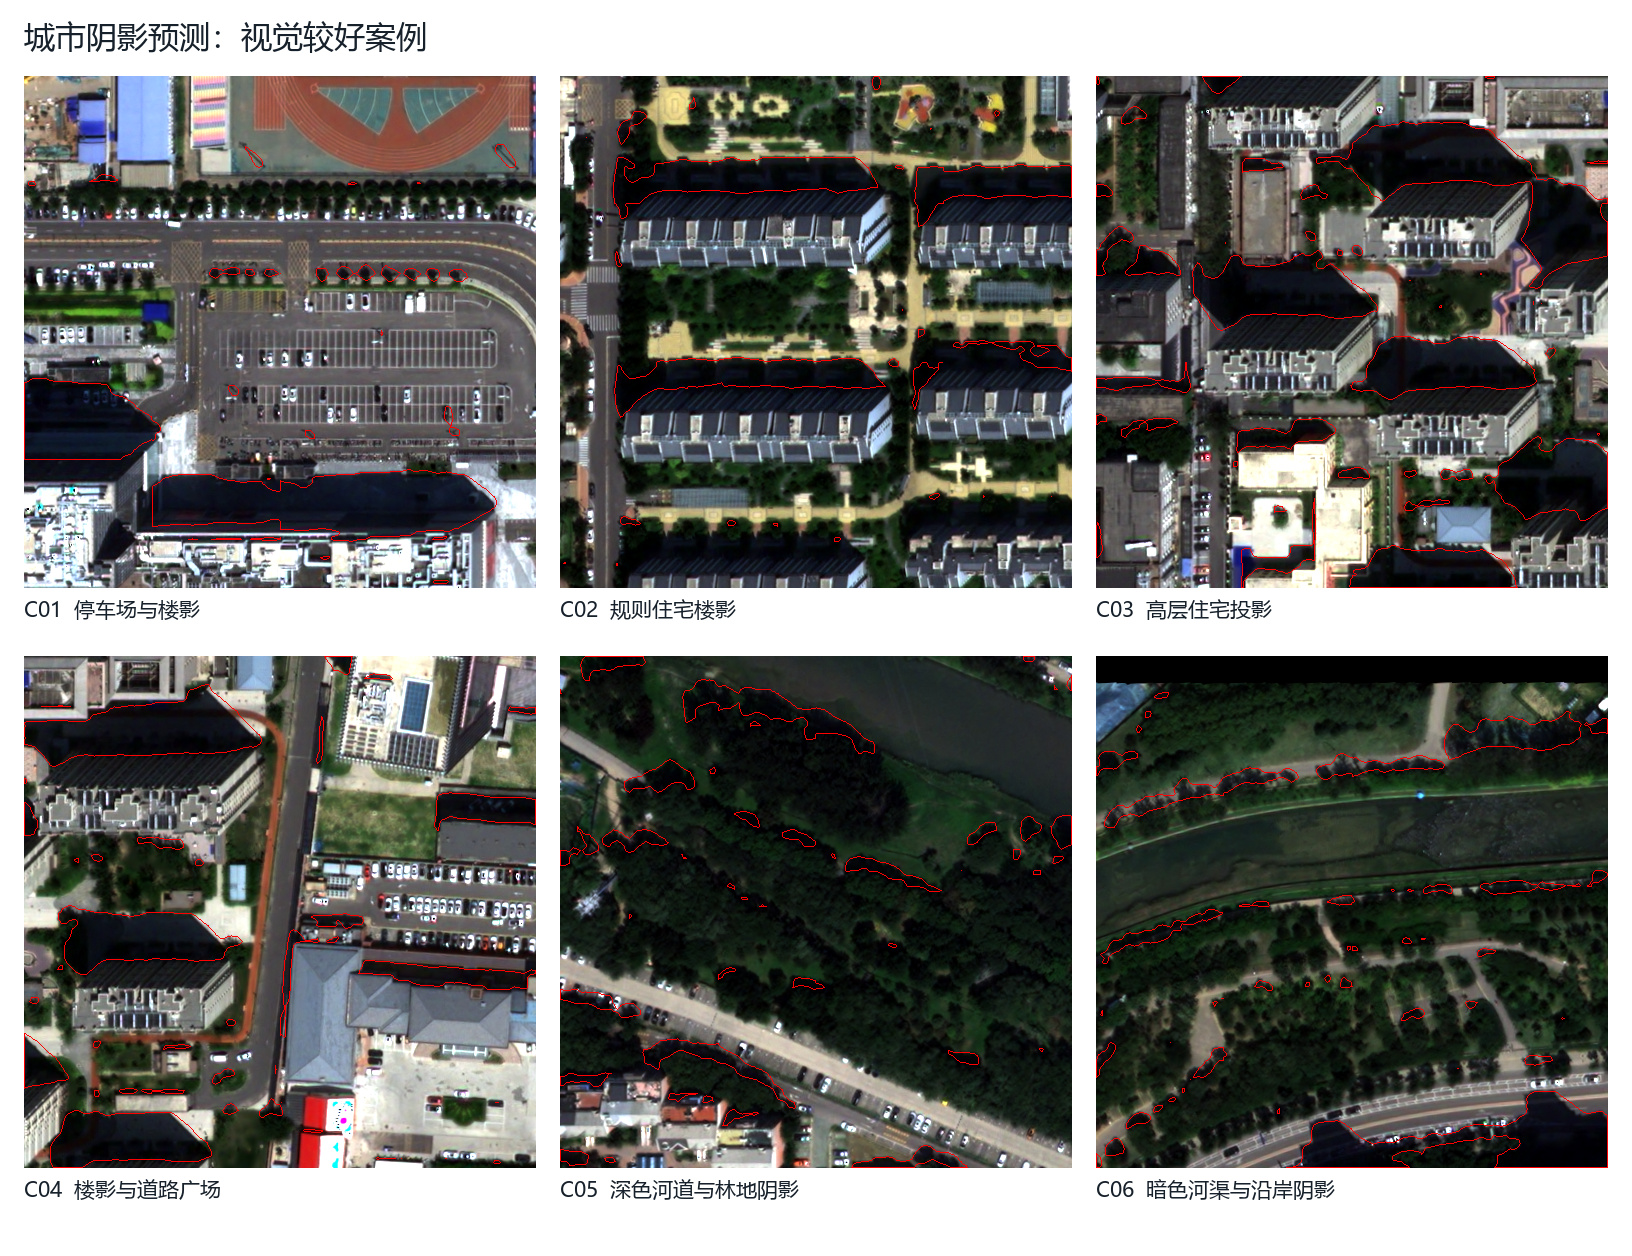 城市阴影预测：视觉较好案例
C01 停车场与楼影
C02 规则住宅楼影
C03 高层住宅投影
C04 楼影与道路广场
C05 深色河道与林地阴影
C06 暗色河渠与沿岸阴影